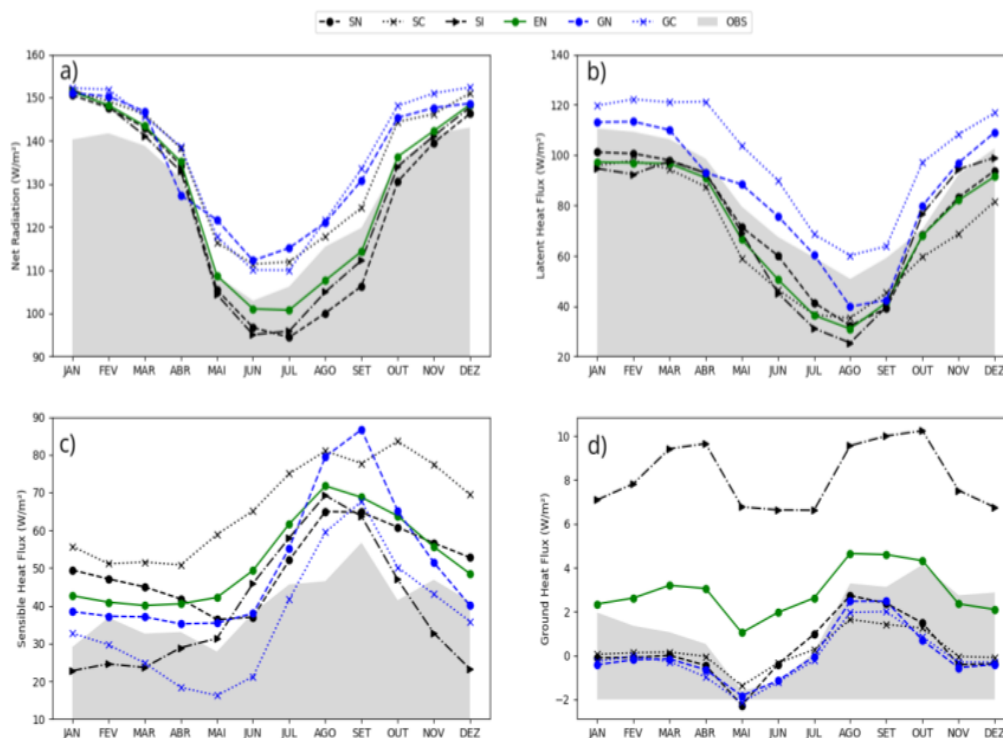 SN SC SI EN GN GC OBS
a)
Net Radiation (W/m²)
160
150
140
130
120
110
100
90
JAN FEV MAR ABR MAI JUN JUL AGO SET OUT NOV DEZ
b)
Latent Heat Flux (W/m²)
140
120
100
80
60
40
20
JAN FEV MAR ABR MAI JUN JUL AGO SET OUT NOV DEZ
c)
Sensible Heat Flux (W/m²)
90
80
70
60
50
40
30
20
10
JAN FEV MAR ABR MAI JUN JUL AGO SET OUT NOV DEZ
d)
Ground Heat Flux (W/m²)
10
8
6
4
2
0
−2
JAN FEV MAR ABR MAI JUN JUL AGO SET OUT NOV DEZ